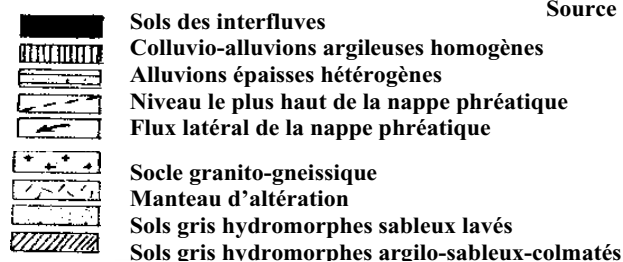 Source
Sols des interfluves
Colluvio-alluvions argileuses homogènes
Alluvions épaisses hétérogènes
Niveau le plus haut de la nappe phréatique
Flux latéral de la nappe phréatique
Socle granito-gneissique
Manteau d’altération
Sols gris hydromorphes sableux lavés
Sols gris hydromorphes argilo-sableux-colmatés